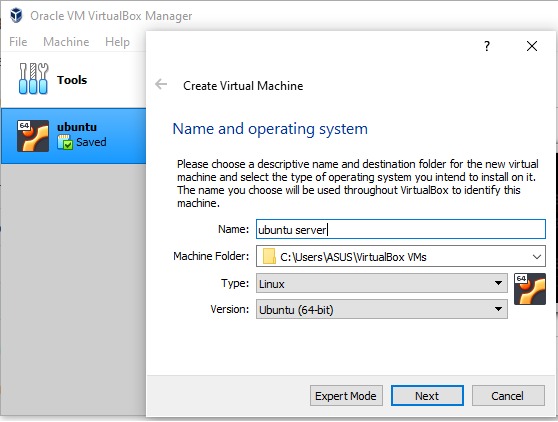 Oracle VM VirtualBox Manager
File Machine Help
Tools
64
ubuntu
Saved
?
Create Virtual Machine
Name and operating system
Please choose a descriptive name and destination folder for the new virtual
machine and select the type of operating system you intend to install on it.
The name you choose will be used throughout VirtualBox to identify this
machine.
Name: ubuntu server
Machine Folder: C:\Users\ASUS\VirtualBox VMs
Type: Linux
64
Version: Ubuntu (64-bit)
Expert Mode Next Cancel